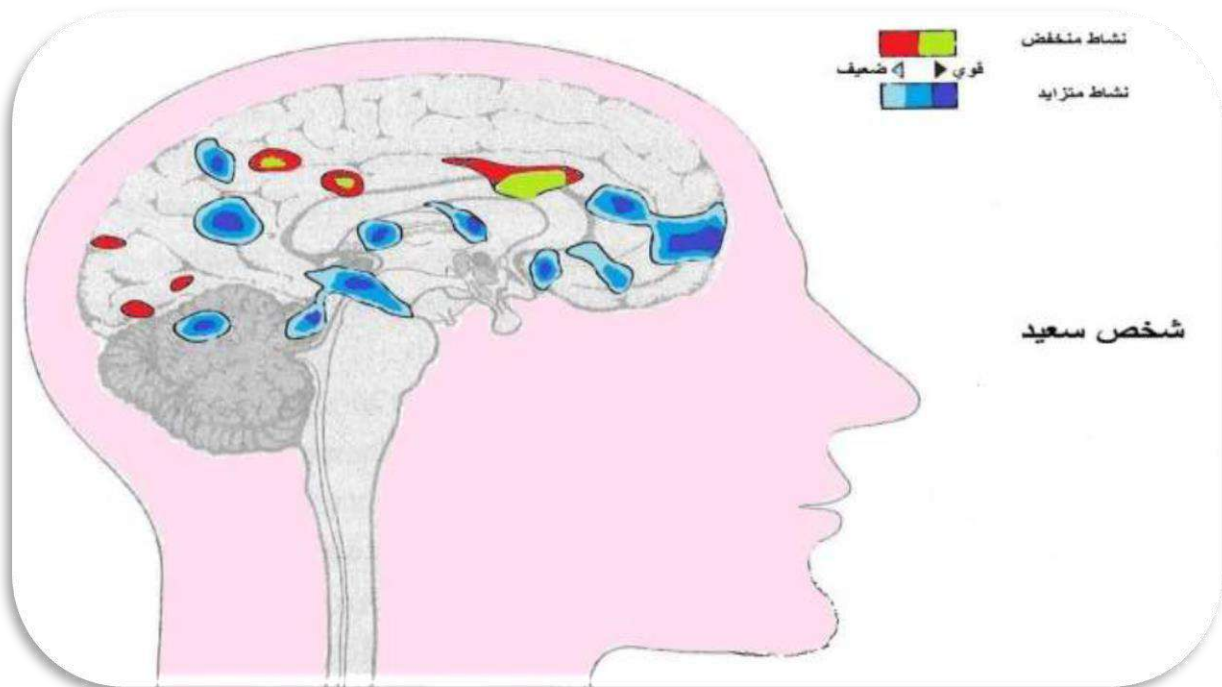 نشاط منخفض
قوي ضعيف
نشاط متزايد
شخص سعيد